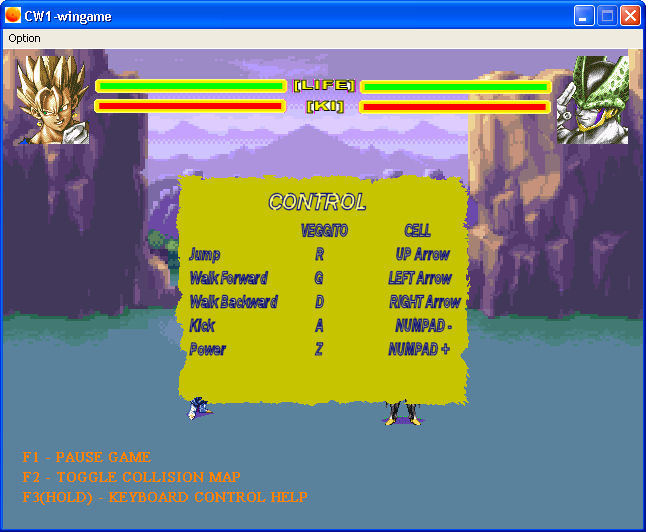 CW1-wingame
Option
[LIFE]
[KI]
CONTROL
VEGGITO CELL
Jump R UP Arrow
Walk Forward G LEFT Arrow
Walk Backward D RIGHT Arrow
Kick A NUMPAD -
Power Z NUMPAD +
F1 - PAUSE GAME
F2 - TOGGLE COLLISION MAP
F3(HOLD) - KEYBOARD CONTROL HELP